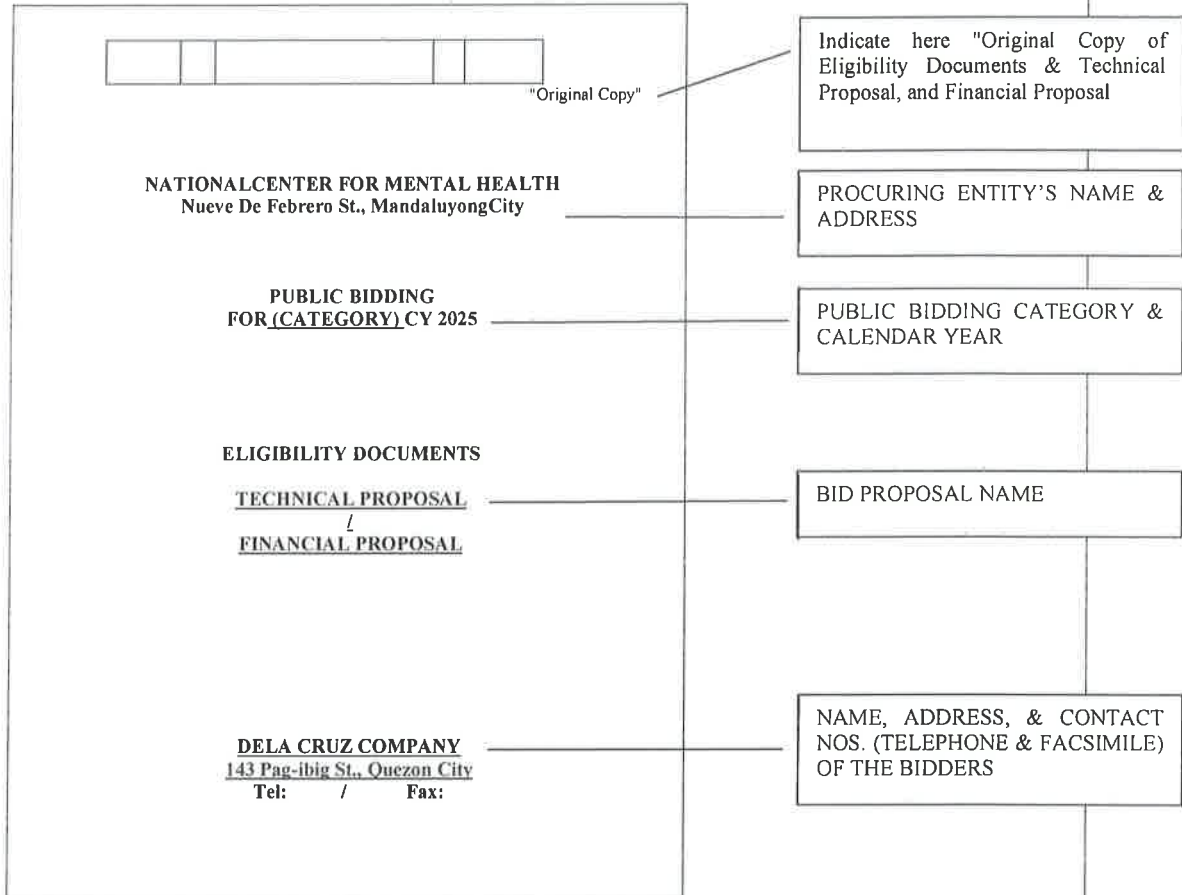 "Original Copy"
Indicate here "Original Copy of
Eligibility Documents & Technical
Proposal, and Financial Proposal
NATIONALCENTER FOR MENTAL HEALTH
Nueve De Febrero St., MandaluyongCity
PROCURING ENTITY'S NAME &
ADDRESS
PUBLIC BIDDING
FOR (CATEGORY) CY 2025
PUBLIC BIDDING CATEGORY &
CALENDAR YEAR
ELIGIBILITY DOCUMENTS
TECHNICAL PROPOSAL
/
FINANCIAL PROPOSAL
BID PROPOSAL NAME
DELA CRUZ COMPANY
143 Pag-ibig St., Quezon City
Tel: / Fax:
NAME, ADDRESS, & CONTACT
NOS. (TELEPHONE & FACSIMILE)
OF THE BIDDERS